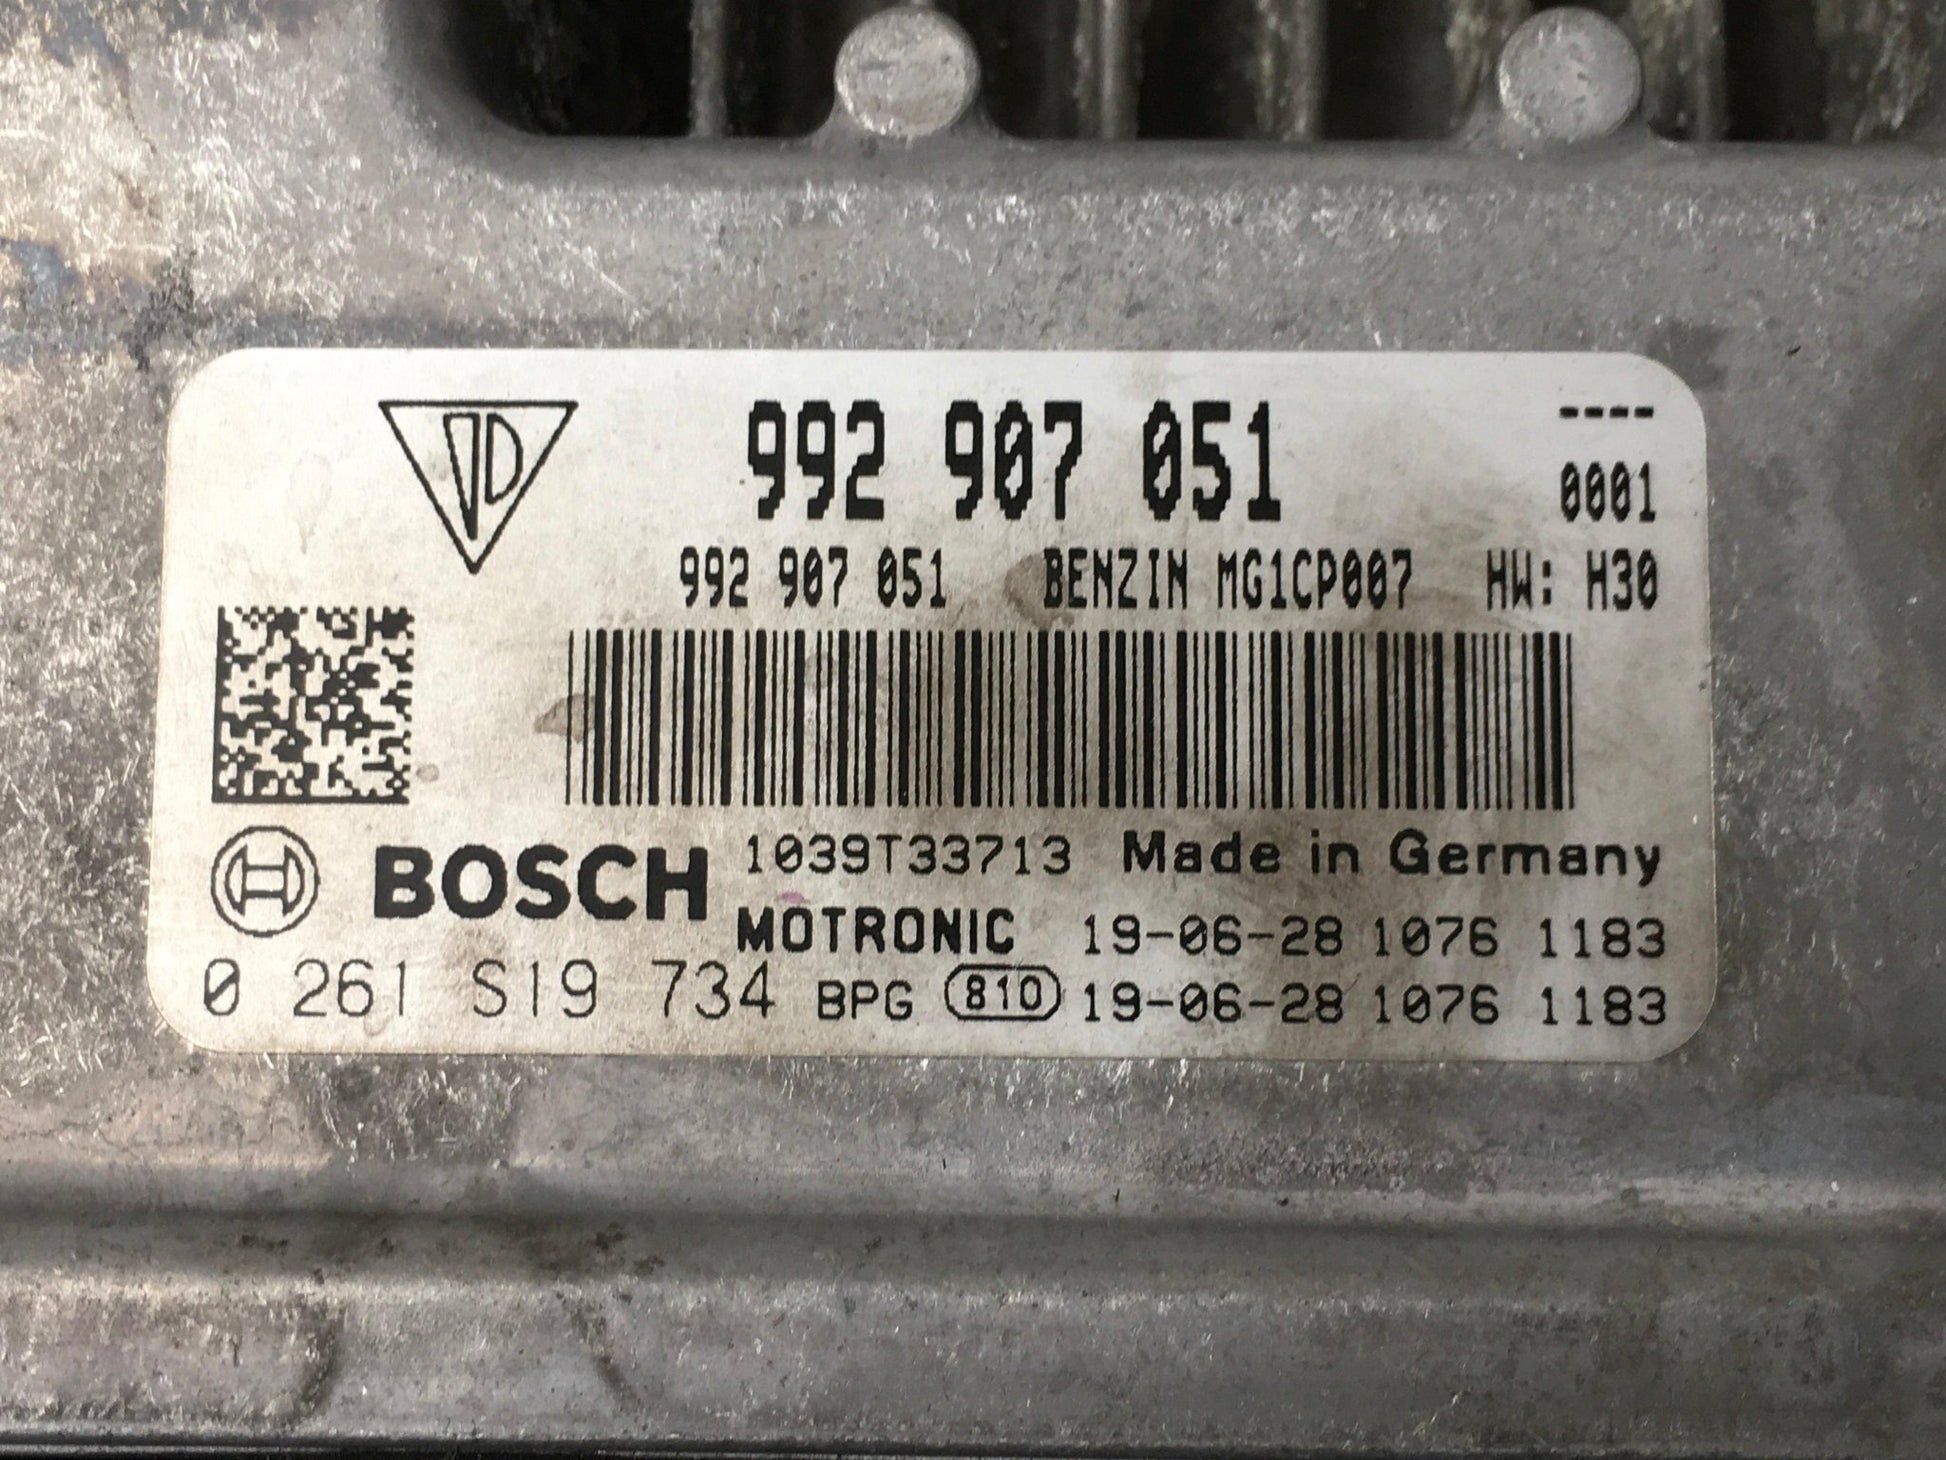 992 907 051 ----
0001
992 907 051 BENZIN MG1CP007 HW: H30
BOSCH 1039T33713 Made in Germany
MOTRONIC 19-06-28 1076 1183
0 261 S19 734 BPG 810 19-06-28 1076 1183